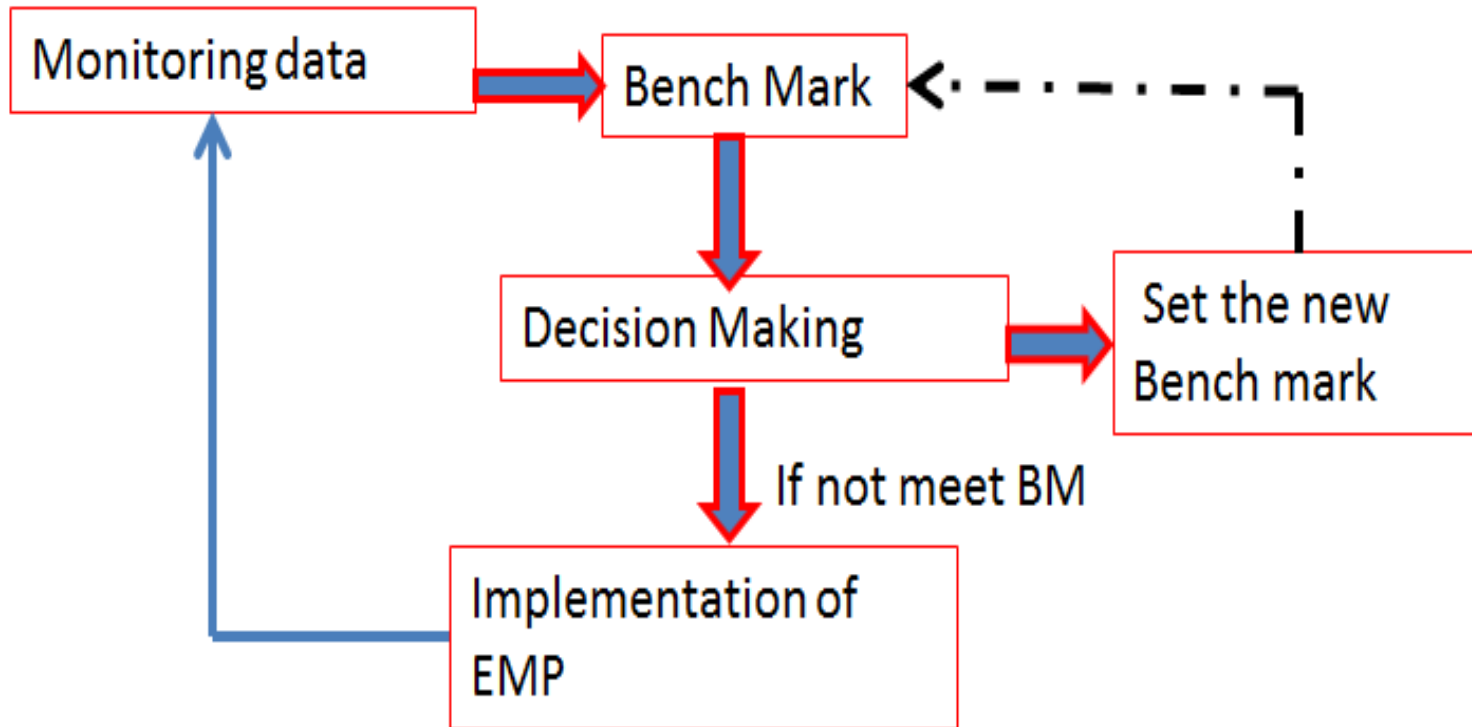 Monitoring data
Bench Mark
Decision Making
Set the new
Bench mark
If not meet BM
Implementation of
EMP